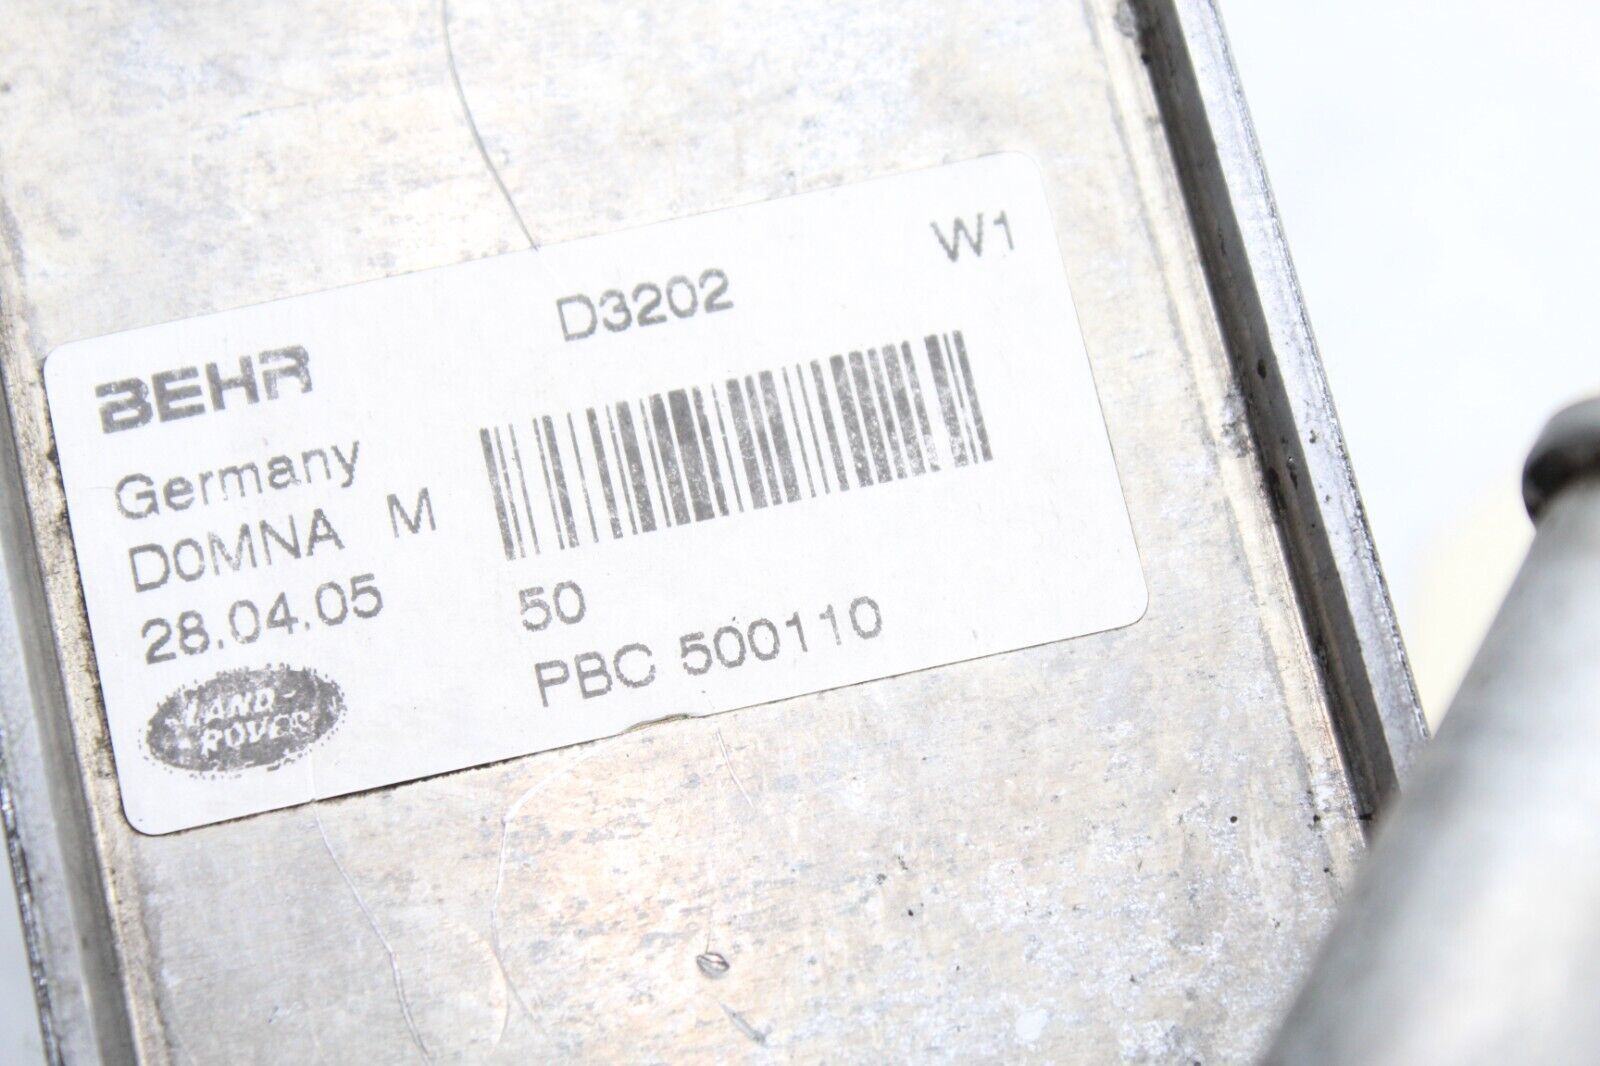 D3202 W1
BEHR
Germany
D0MNA M
28.04.05 50
PBC 500110
LAND-
ROVER